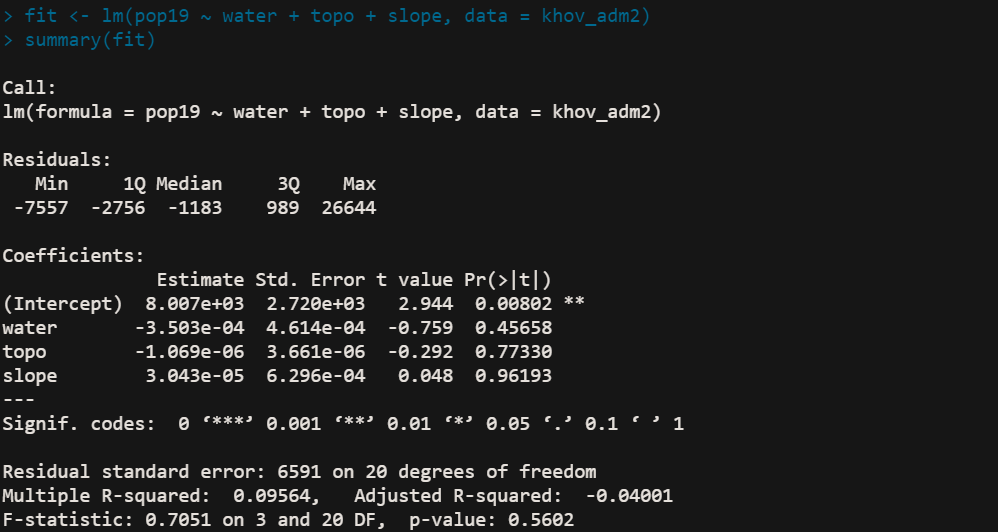 > fit <- lm(pop19 ~ water + topo + slope, data = khov_adm2)
> summary(fit)

Call:
lm(formula = pop19 ~ water + topo + slope, data = khov_adm2)

Residuals:
   Min     1Q Median     3Q    Max
 -7557  -2756  -1183    989  26644

Coefficients:
              Estimate Std. Error t value Pr(>|t|)
(Intercept)  8.007e+03  2.720e+03   2.944  0.00802 **
water       -3.503e-04  4.614e-04  -0.759  0.45658
topo        -1.069e-06  3.661e-06  -0.292  0.77330
slope        3.043e-05  6.296e-04   0.048  0.96193
---
Signif. codes:  0 ‘***’ 0.001 ‘**’ 0.01 ‘*’ 0.05 ‘.’ 0.1 ‘ ’ 1

Residual standard error: 6591 on 20 degrees of freedom
Multiple R-squared:  0.09564,   Adjusted R-squared:  -0.04001
F-statistic: 0.7051 on 3 and 20 DF,  p-value: 0.5602